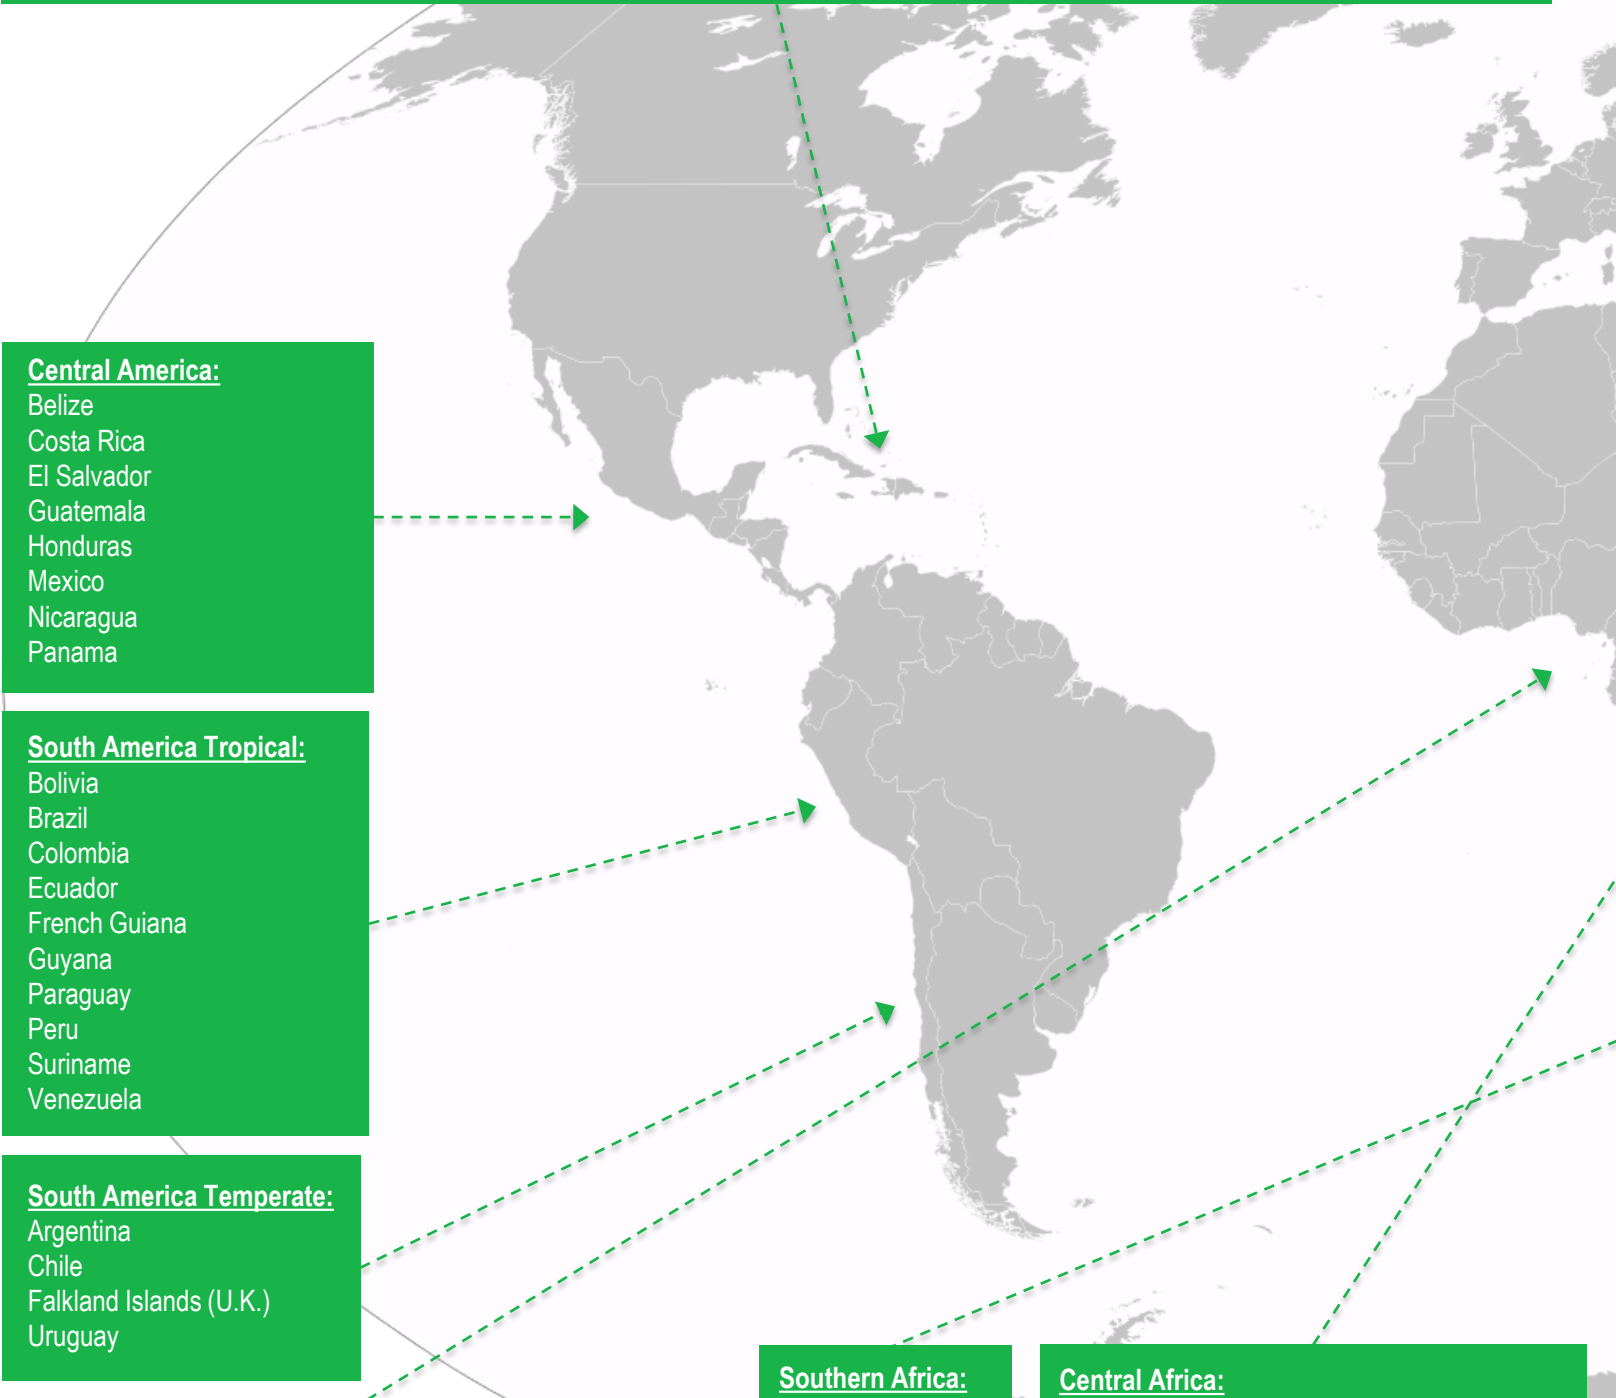 Central America:
Belize
Costa Rica
El Salvador
Guatemala
Honduras
Mexico
Nicaragua
Panama
South America Tropical:
Bolivia
Brazil
Colombia
Ecuador
French Guiana
Guyana
Paraguay
Peru
Suriname
Venezuela
South America Temperate:
Argentina
Chile
Falkland Islands (U.K.)
Uruguay
Southern Africa:
Central Africa: